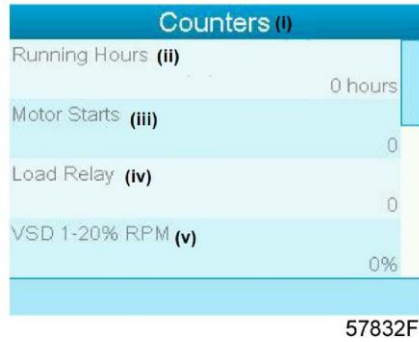 Counters (i)
Running Hours (ii)
0 hours
Motor Starts (iii)
0
Load Relay (iv)
0
VSD 1-20% RPM (v)
0%
57832F